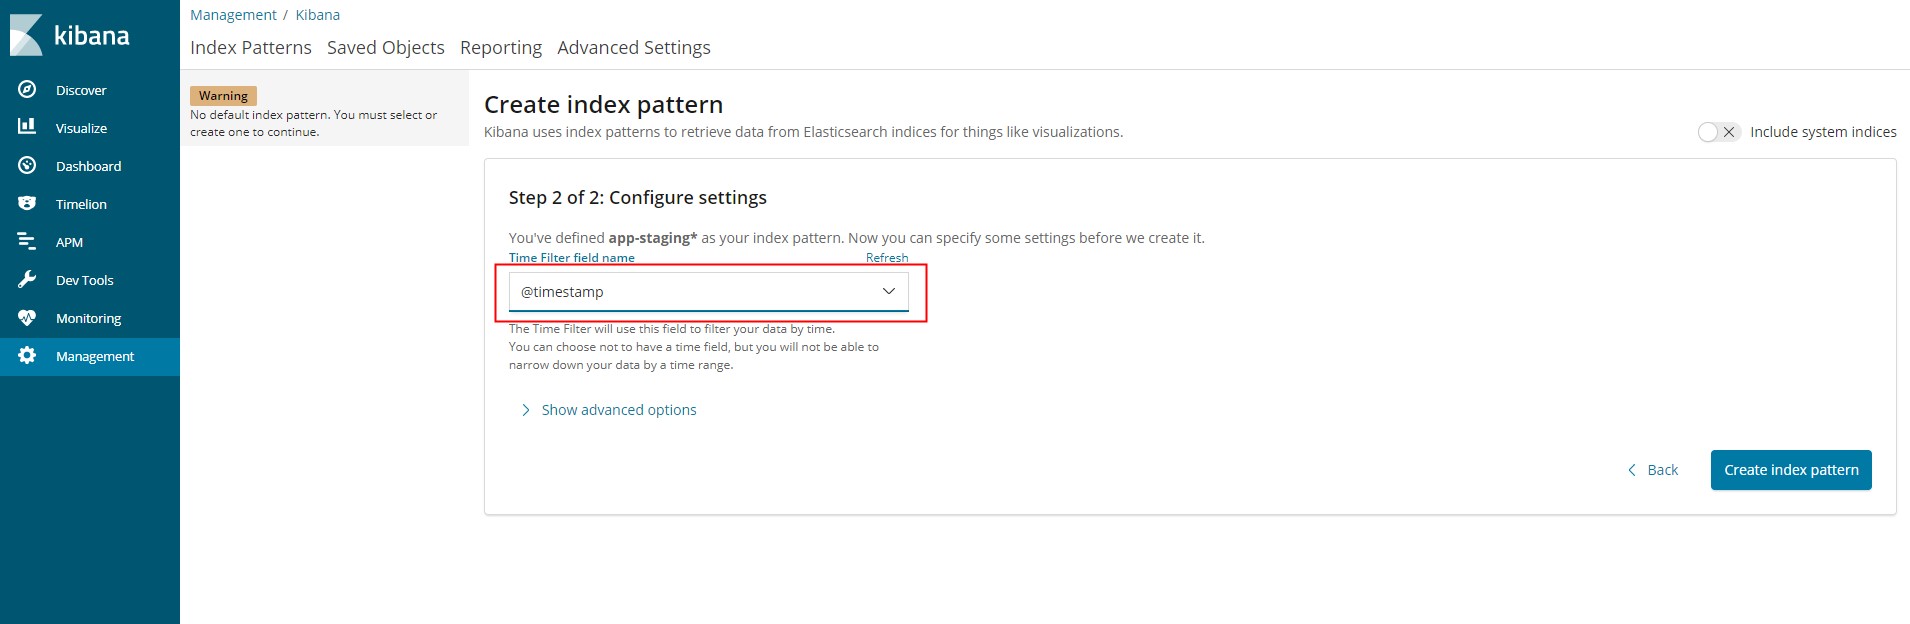 kibana
Discover
Visualize
Dashboard
Timelion
APM
Dev Tools
Monitoring
Management
Management / Kibana
Index Patterns Saved Objects Reporting Advanced Settings
Warning
No default index pattern. You must select or
create one to continue.
Create index pattern
Kibana uses index patterns to retrieve data from Elasticsearch indices for things like visualizations.
Include system indices
Step 2 of 2: Configure settings
You've defined app-staging* as your index pattern. Now you can specify some settings before we create it.
Time Filter field name Refresh
@timestamp
The Time Filter will use this field to filter your data by time.
You can choose not to have a time field, but you will not be able to
narrow down your data by a time range.
Show advanced options
Back Create index pattern